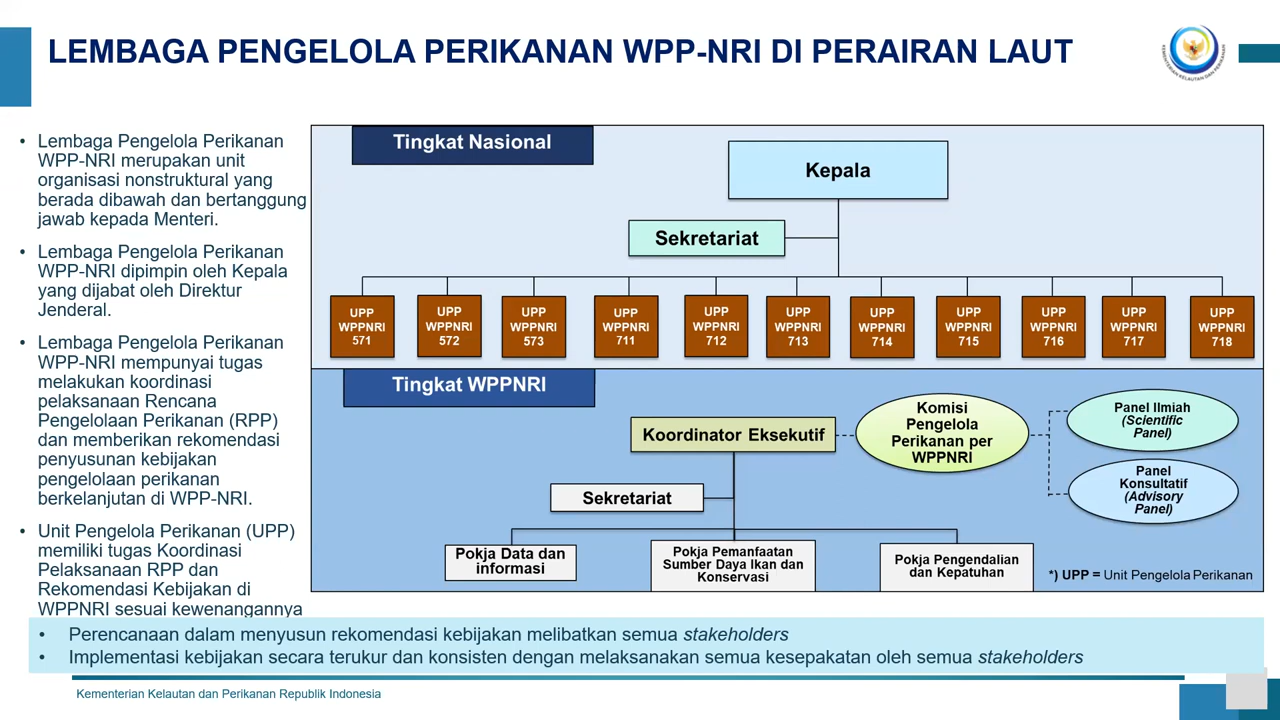 LEMBAGA PENGELOLA PERIKANAN WPP-NRI DI PERAIRAN LAUT
KEMENTERIAN KELAUTAN DAN PERIKANAN
• Lembaga Pengelola Perikanan
WPP-NRI merupakan unit
organisasi nonstruktural yang
berada dibawah dan bertanggung
jawab kepada Menteri.
• Lembaga Pengelola Perikanan
WPP-NRI dipimpin oleh Kepala
yang dijabat oleh Direktur
Jenderal.
• Lembaga Pengelola Perikanan
WPP-NRI mempunyai tugas
melakukan koordinasi
pelaksanaan Rencana
Pengelolaan Perikanan (RPP)
dan memberikan rekomendasi
penyusunan kebijakan
pengelolaan perikanan
berkelanjutan di WPP-NRI.
• Unit Pengelola Perikanan (UPP)
memiliki tugas Koordinasi
Pelaksanaan RPP dan
Rekomendasi Kebijakan di
WPPNRI sesuai kewenangannya
Tingkat Nasional
Kepala
Sekretariat
UPP
WPPNRI
571
UPP
WPPNRI
572
UPP
WPPNRI
573
UPP
WPPNRI
711
UPP
WPPNRI
712
UPP
WPPNRI
713
UPP
WPPNRI
714
UPP
WPPNRI
715
UPP
WPPNRI
716
UPP
WPPNRI
717
UPP
WPPNRI
718
Tingkat WPPNRI
Koordinator Eksekutif
Komisi
Pengelola
Perikanan per
WPPNRI
Panel Ilmiah
(Scientific
Panel)
Panel
Konsultatif
(Advisory
Panel)
Sekretariat
Pokja Data dan
informasi
Pokja Pemanfaatan
Sumber Daya Ikan dan
Konservasi
Pokja Pengendalian
dan Kepatuhan
*) UPP = Unit Pengelola Perikanan
• Perencanaan dalam menyusun rekomendasi kebijakan melibatkan semua stakeholders
• Implementasi kebijakan secara terukur dan konsisten dengan melaksanakan semua kesepakatan oleh semua stakeholders
Kementerian Kelautan dan Perikanan Republik Indonesia